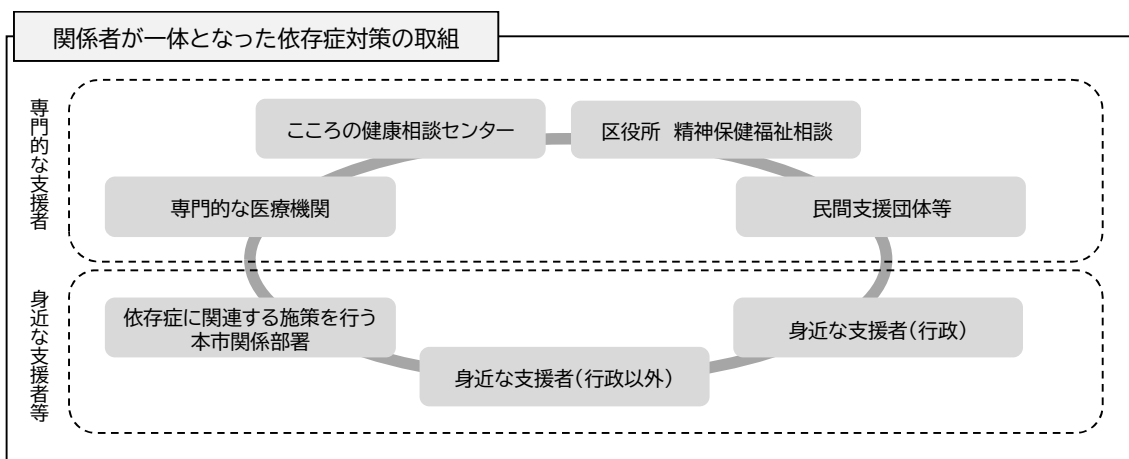 関係者が一体となった依存症対策の取組
専門的な支援者
こころの健康相談センター
区役所 精神保健福祉相談
専門的な医療機関
民間支援団体等
身近な支援者等
依存症に関連する施策を行う
本市関係部署
身近な支援者(行政)
身近な支援者(行政以外)